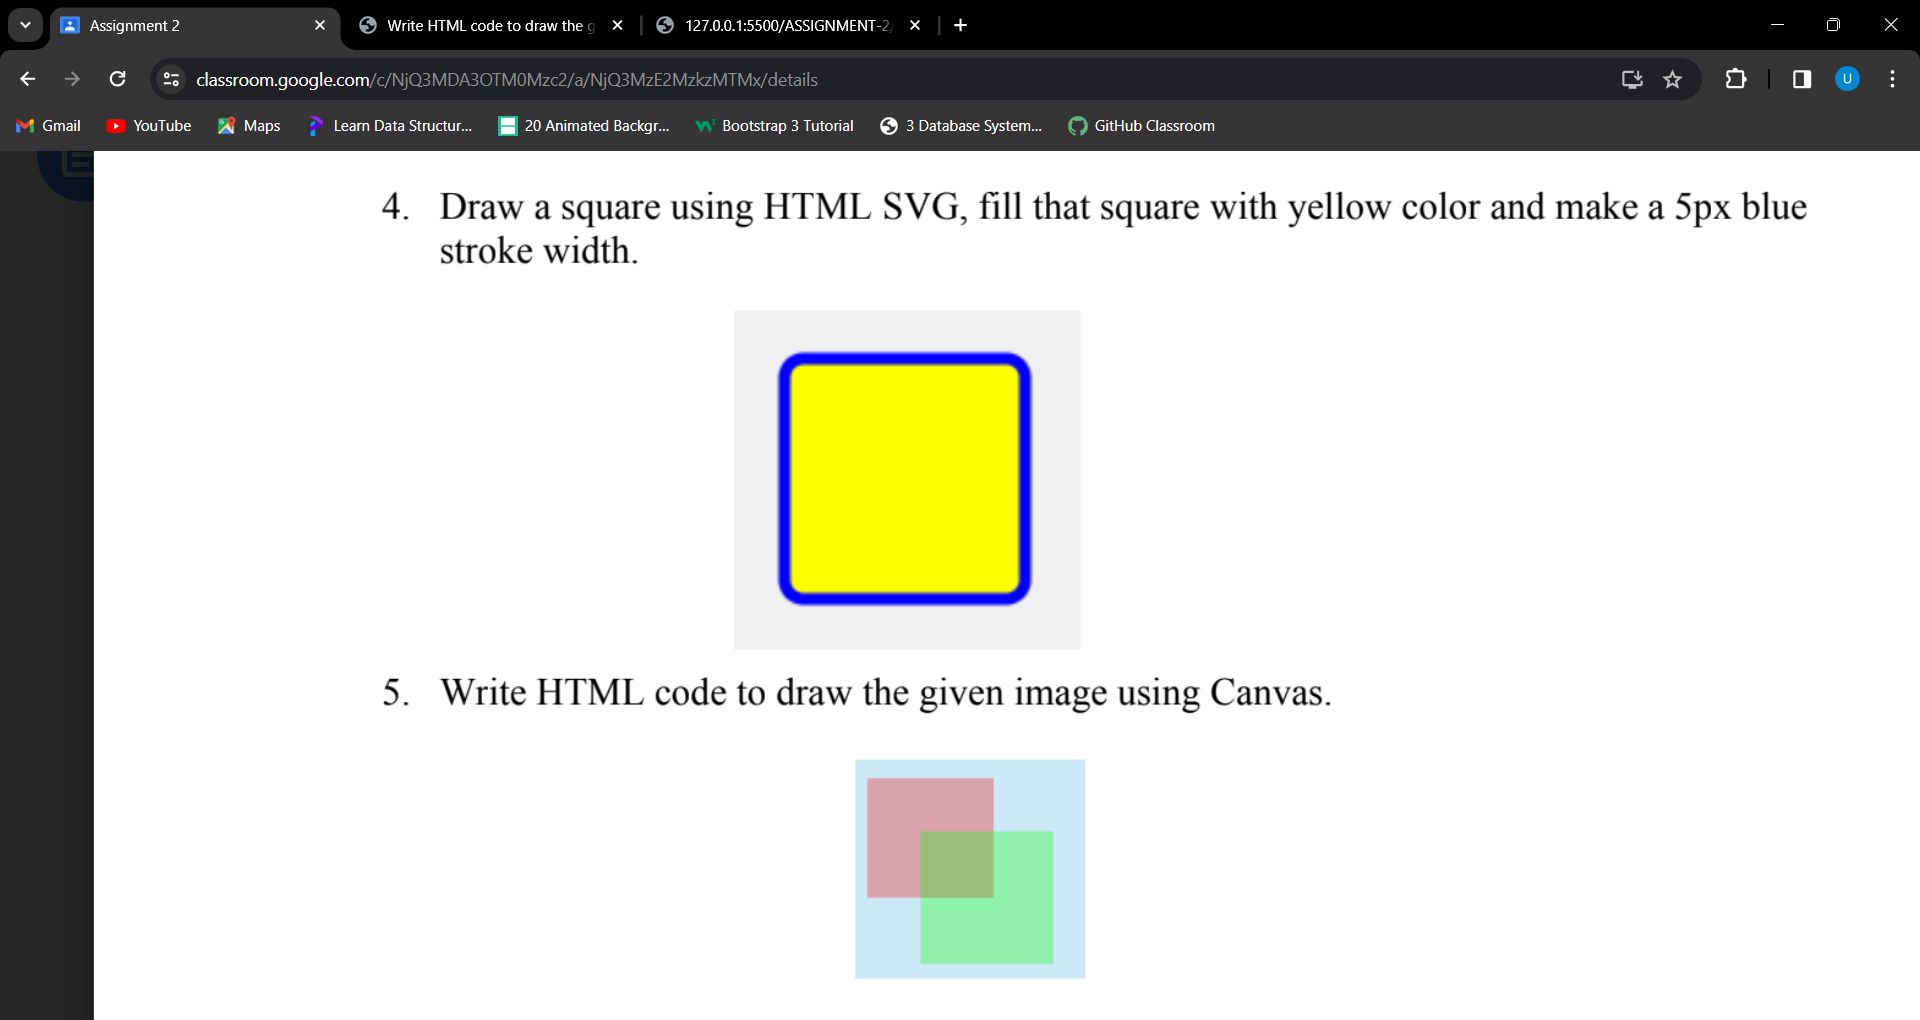 Assignment 2
Write HTML code to draw the g
127.0.0.1:5500/ASSIGNMENT-2/
classroom.google.com/c/NjQ3MDA3OTM0Mzc2/a/NjQ3MzE2MzkzMTMx/details
U
Gmail
YouTube
Maps
Learn Data Structur...
20 Animated Backgr...
Bootstrap 3 Tutorial
3 Database System...
GitHub Classroom
4. Draw a square using HTML SVG, fill that square with yellow color and make a 5px blue
stroke width.
5. Write HTML code to draw the given image using Canvas.